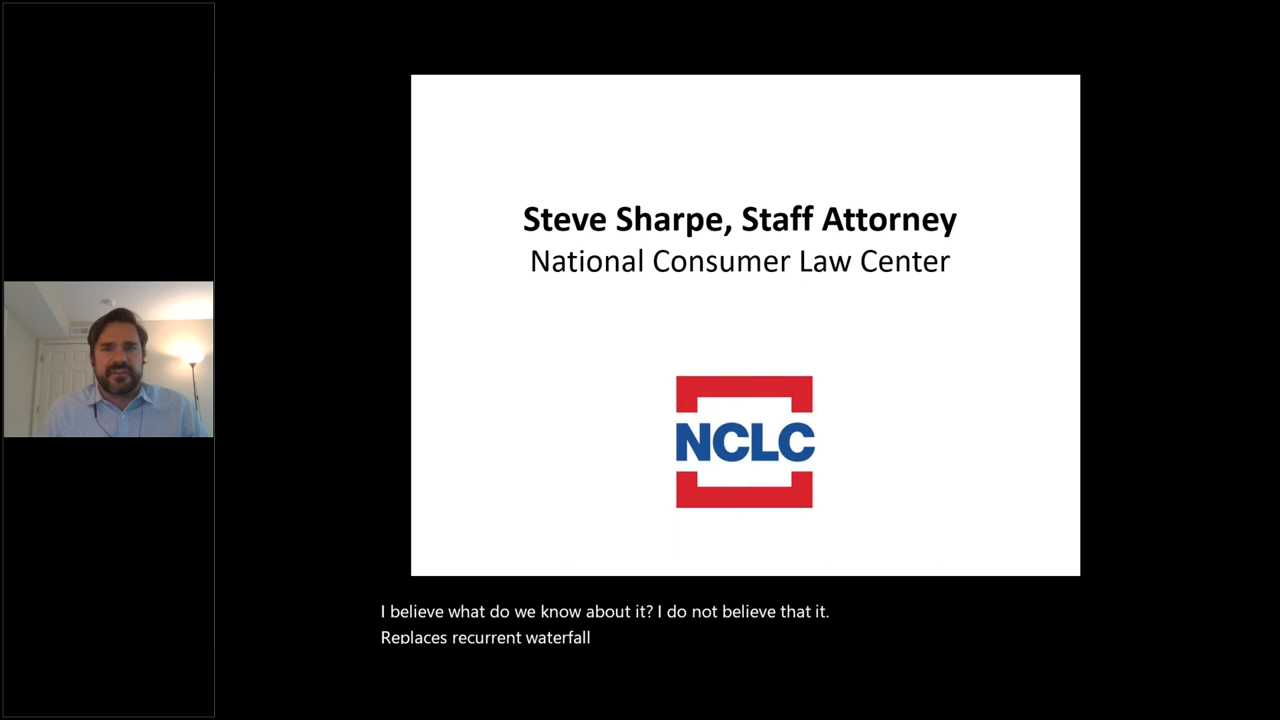 Steve Sharpe, Staff Attorney
National Consumer Law Center
NCLC
I believe what do we know about it? I do not believe that it.
Replaces recurrent waterfall